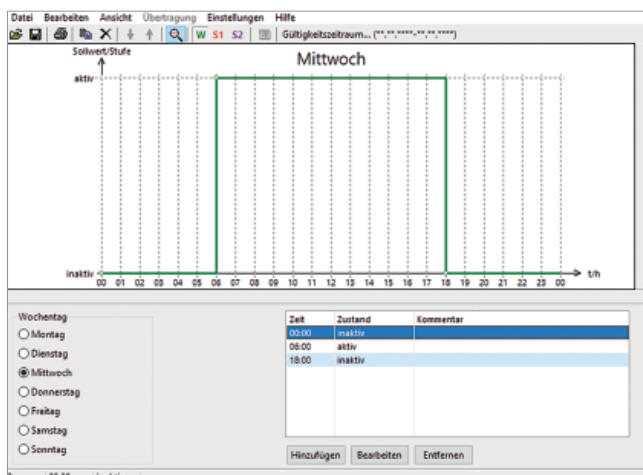 Datei Bearbeiten Ansicht Übertragung Einstellungen Hilfe
W S1 S2 Gültigkeitszeitraum... (**.**.****-**.**.****)
Sollwert/Stufe
Mittwoch
aktiv
inaktiv
t/h
00 01 02 03 04 05 06 07 08 09 10 11 12 13 14 15 16 17 18 19 20 21 22 23 00
Wochentag
Montag
Dienstag
Mittwoch
Donnerstag
Freitag
Samstag
Sonntag
Zeit Zustand Kommentar
00:00 inaktiv
06:00 aktiv
18:00 inaktiv
Hinzufügen Bearbeiten Entfernen